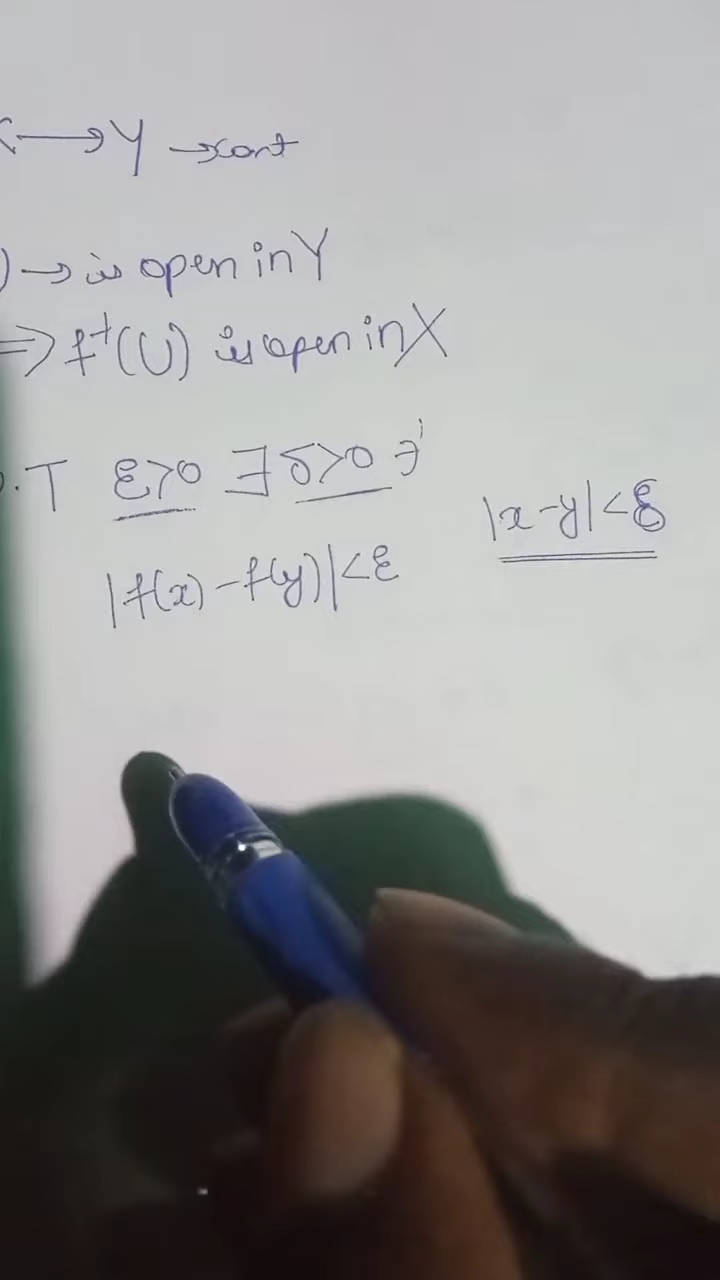 → Y → cont
) → is open in Y
⇒ f⁻¹(U) is open in X
.T ε>0 ∃ δ>0 ∋'
|x-y|<ε
|f(x)-f(y)|<ε